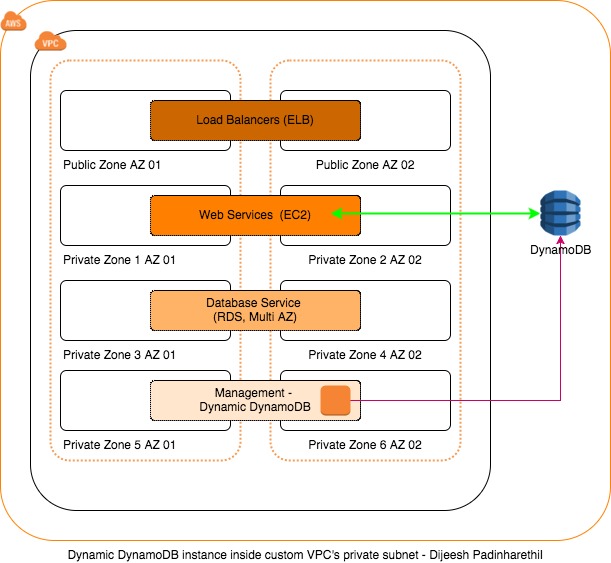 AWS
VPC
Load Balancers (ELB)
Public Zone AZ 01
Public Zone AZ 02
Web Services  (EC2)
Private Zone 1 AZ 01
Private Zone 2 AZ 02
DynamoDB
Database Service
(RDS, Multi AZ)
Private Zone 3 AZ 01
Private Zone 4 AZ 02
Management -
Dynamic DynamoDB
Private Zone 5 AZ 01
Private Zone 6 AZ 02
Dynamic DynamoDB instance inside custom VPC's private subnet - Dijeesh Padinharethil